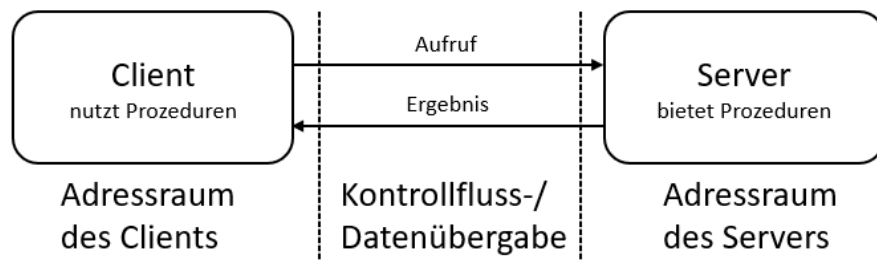 Client
nutzt Prozeduren
Aufruf
Ergebnis
Server
bietet Prozeduren
Adressraum
des Clients
Kontrollfluss-/
Datenübergabe
Adressraum
des Servers